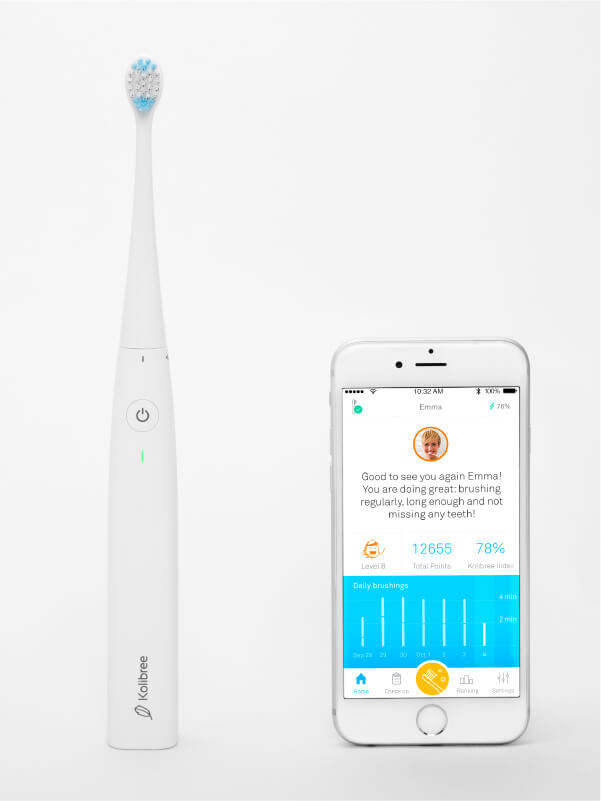 Kolibree
10:32 AM 100%
Emma 76%
Good to see you again Emma!
You are doing great: brushing
regularly, long enough and not
missing any teeth!
12655 78%
Level 8 Total Points Kolibree index
Daily brushings
4 min
2 min
Sep 28 29 30 Oct 1 2 3 4
Home Check up Ranking Settings